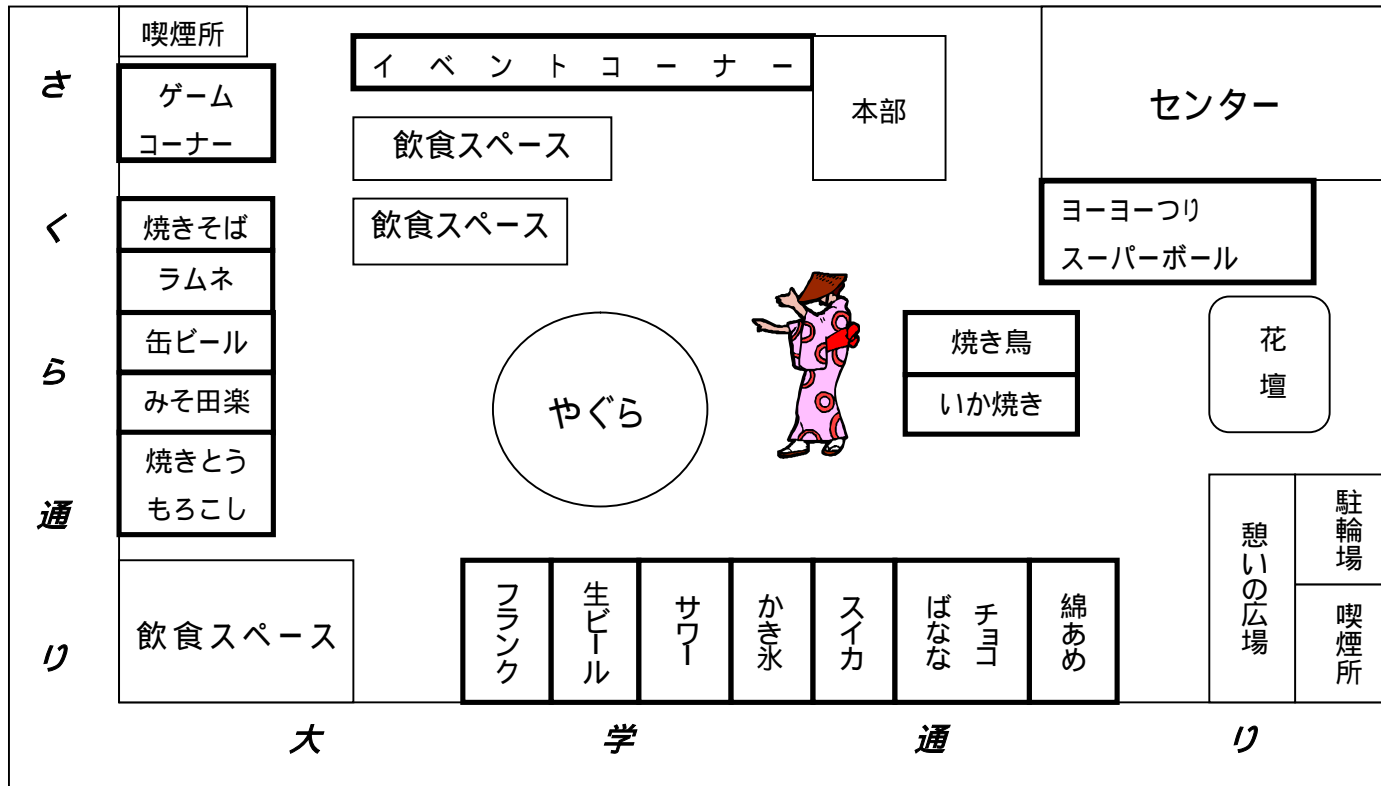 喫煙所
イベントコーナー
本部
センター
ゲーム
コーナー
飲食スペース
飲食スペース
ヨーヨーつり
スーパーボール
焼きそば
ラムネ
缶ビール
みそ田楽
焼きとう
もろこし
やぐら
焼き鳥
いか焼き
花壇
憩いの広場
駐輪場
喫煙所
飲食スペース
フランク
生ビール
サワー
かき氷
スイカ
チョコ
ばなな
綿あめ
さくら通り
大学通り